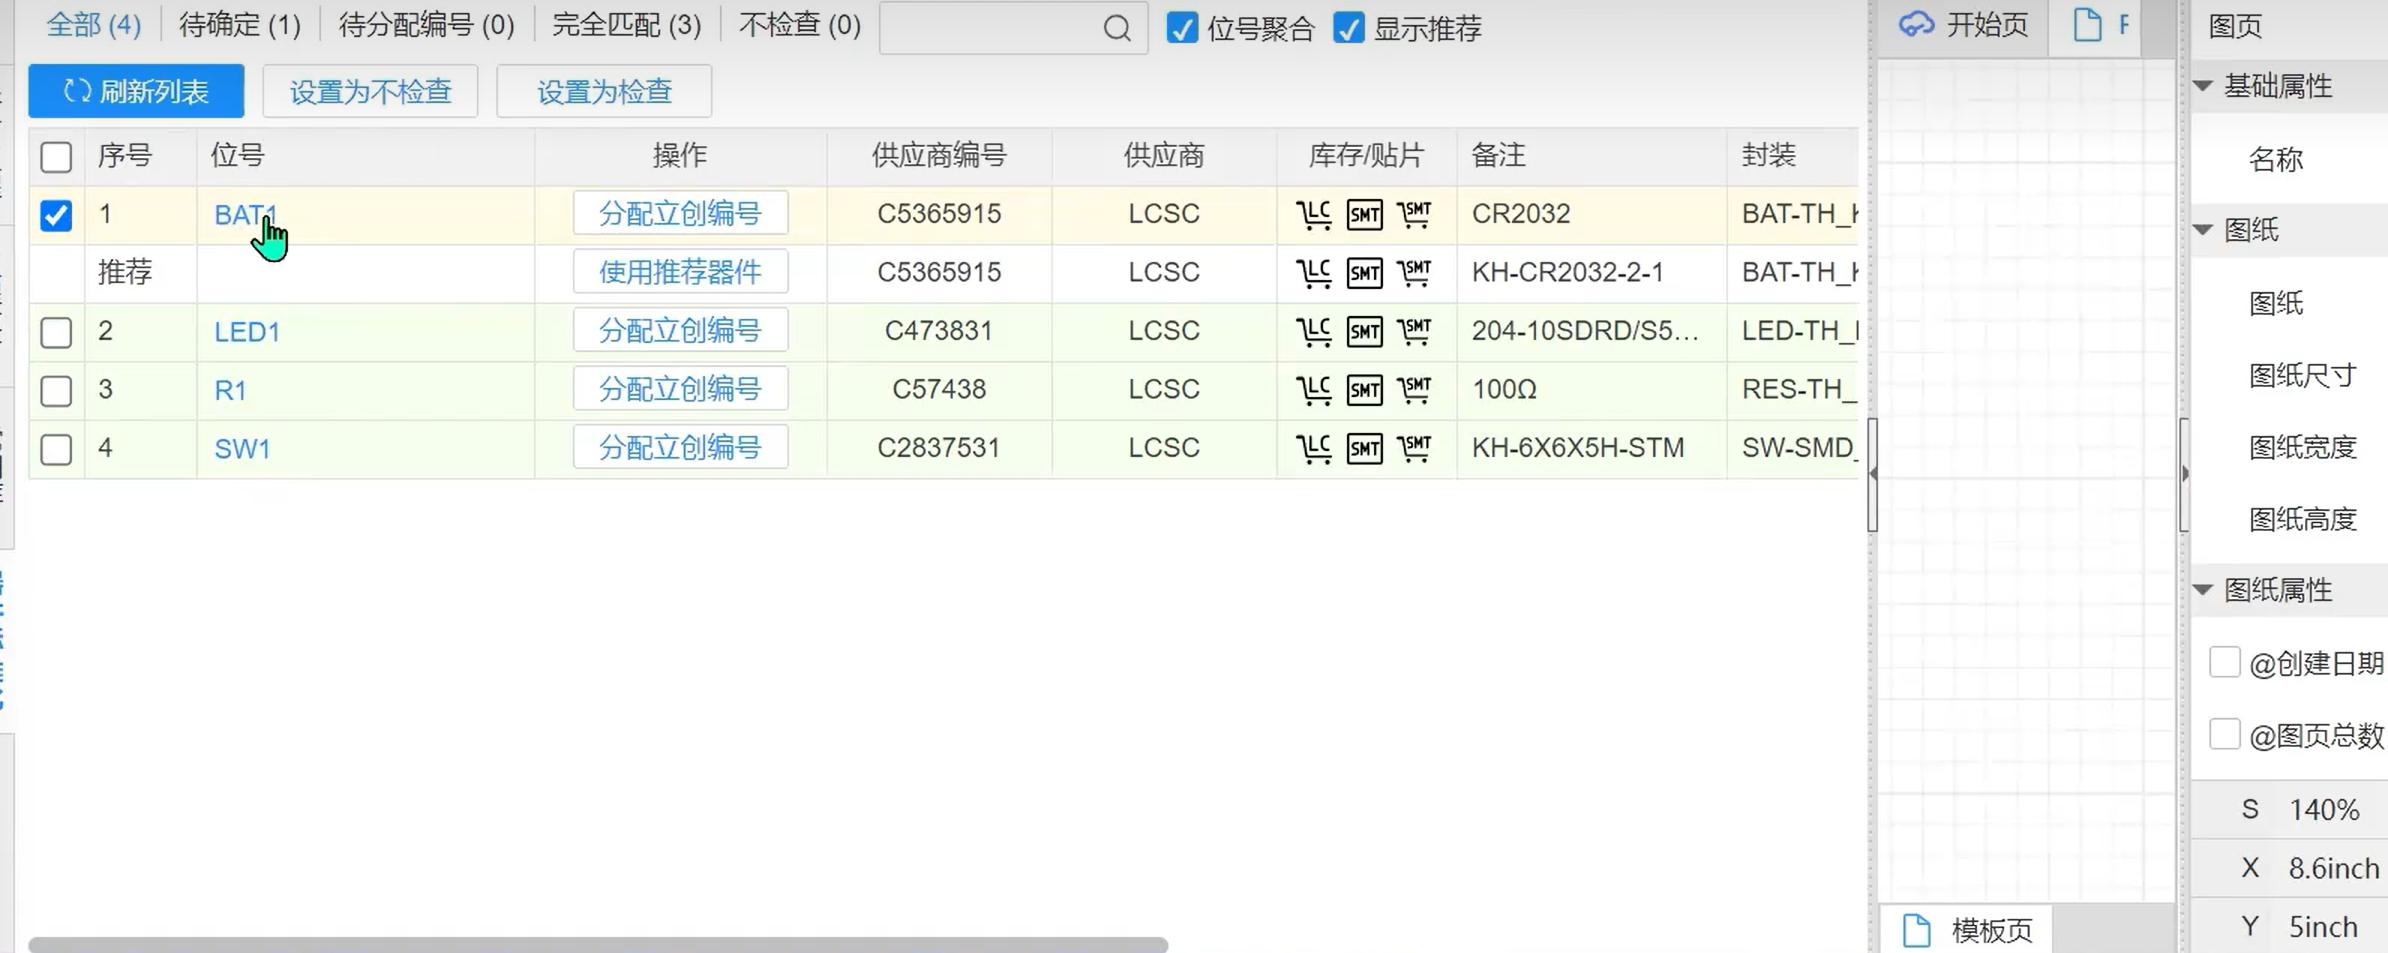 全部 (4) 待确定 (1) 待分配编号 (0) 完全匹配 (3) 不检查 (0) 位号聚合 显示推荐
刷新列表 设置为不检查 设置为检查
序号 位号 操作 供应商编号 供应商 库存/贴片 备注 封装
1 BAT1 分配立创编号 C5365915 LCSC LC SMT SMT CR2032 BAT-TH_
推荐 使用推荐器件 C5365915 LCSC LC SMT SMT KH-CR2032-2-1 BAT-TH_
2 LED1 分配立创编号 C473831 LCSC LC SMT SMT 204-10SDRD/S5... LED-TH_
3 R1 分配立创编号 C57438 LCSC LC SMT SMT 100Ω RES-TH_
4 SW1 分配立创编号 C2837531 LCSC LC SMT SMT KH-6X6X5H-STM SW-SMD_
开始页
模板页
图页
基础属性
名称
图纸
图纸
图纸尺寸
图纸宽度
图纸高度
图纸属性
@创建日期
@图页总数
S 140%
X 8.6inch
Y 5inch